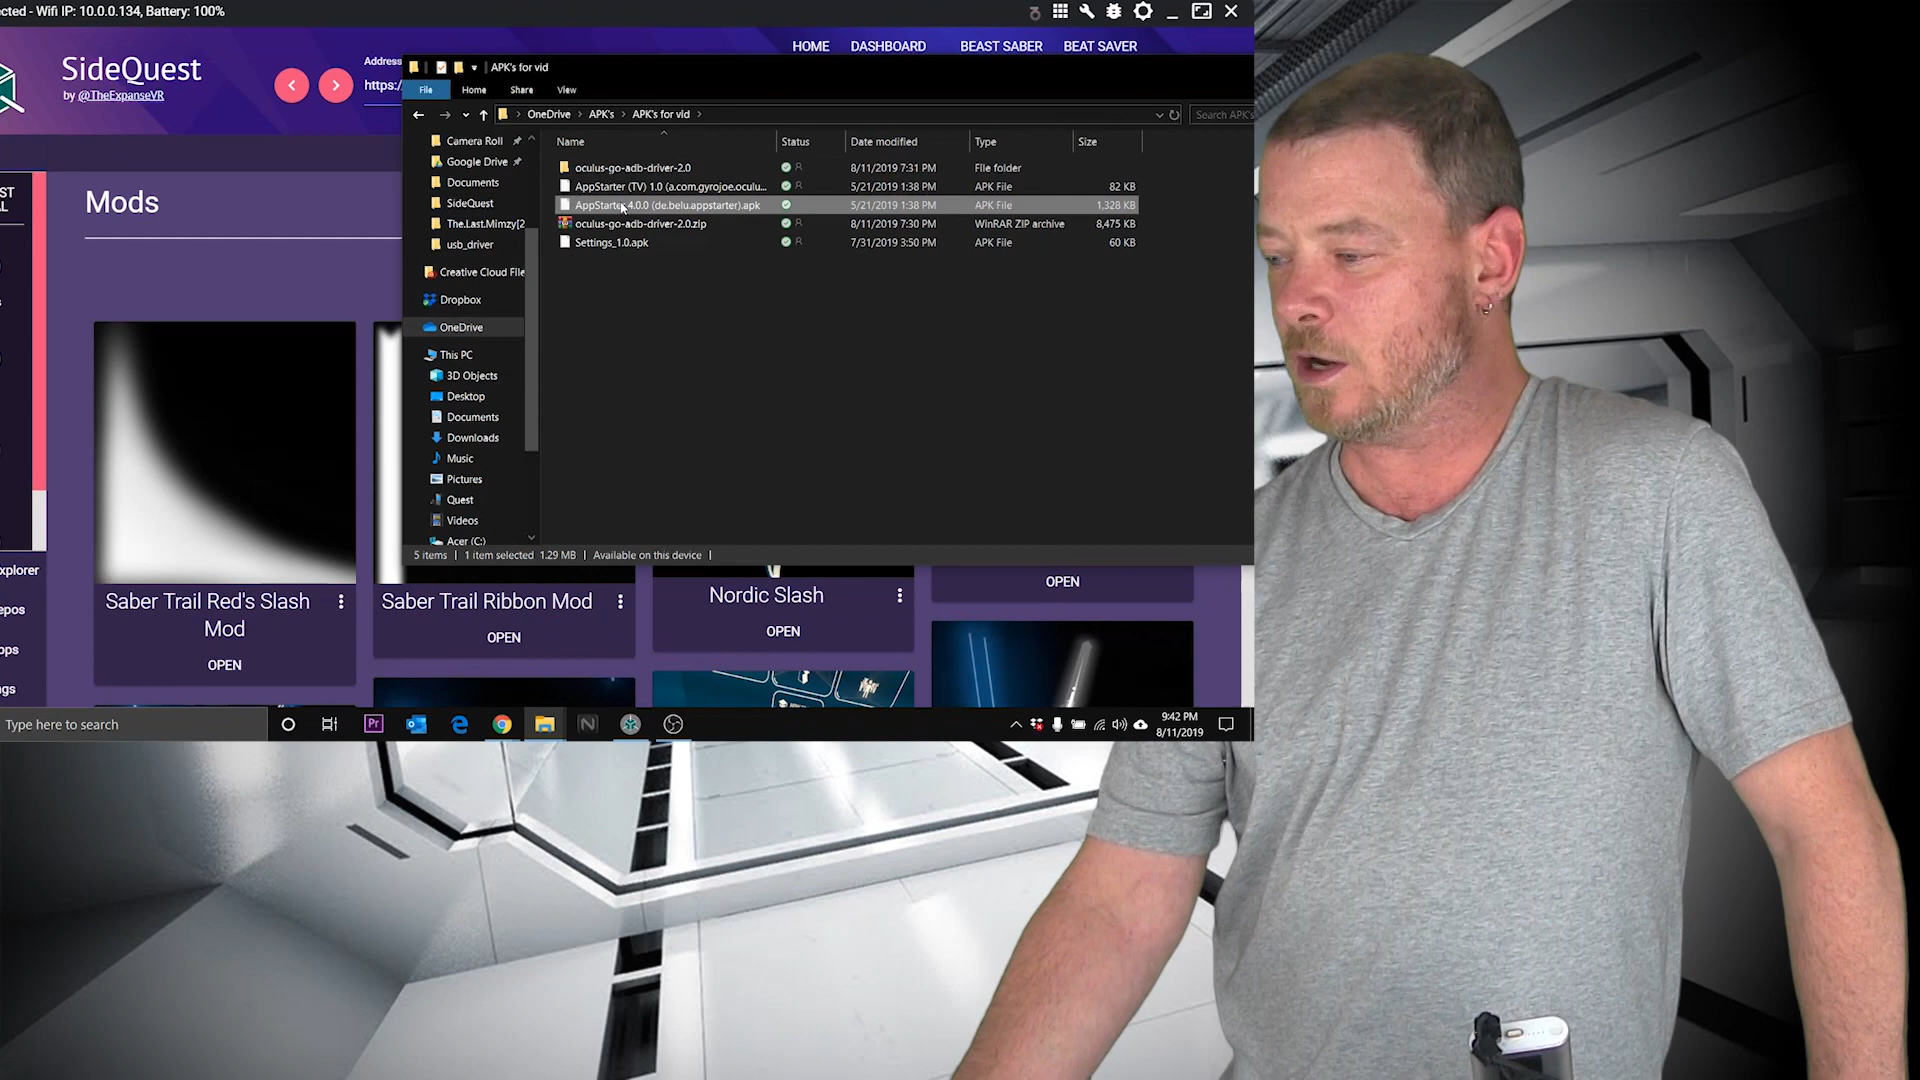 cted - Wifi IP: 10.0.0.134, Battery: 100%
SideQuest
by @TheExpanseVR
Address
https:/
HOME DASHBOARD BEAST SABER BEAT SAVER
APK's for vid
File Home Share View
OneDrive > APK's > APK's for vid >
Search APK's
Name Status Date modified Type Size
oculus-go-adb-driver-2.0 8/11/2019 7:31 PM File folder
AppStarter (TV) 1.0 (a.com.gyrojoe.oculu... 5/21/2019 1:38 PM APK File 82 KB
AppStarter 4.0.0 (de.belu.appstarter).apk 5/21/2019 1:38 PM APK File 1,328 KB
oculus-go-adb-driver-2.0.zip 8/11/2019 7:30 PM WinRAR ZIP archive 8,475 KB
Settings_1.0.apk 7/31/2019 3:50 PM APK File 60 KB
Camera Roll
Google Drive
Documents
SideQuest
The.Last.Mimzy[2
usb_driver
Creative Cloud File
Dropbox
OneDrive
This PC
3D Objects
Desktop
Documents
Downloads
Music
Pictures
Quest
Videos
Acer (C:)
5 items 1 item selected 1.29 MB Available on this device
ST
AL
xplorer
epos
pps
ngs
Mods
Saber Trail Red's Slash
Mod
OPEN
Saber Trail Ribbon Mod
OPEN
Nordic Slash
OPEN
OPEN
Type here to search
Pr
N
9:42 PM
8/11/2019